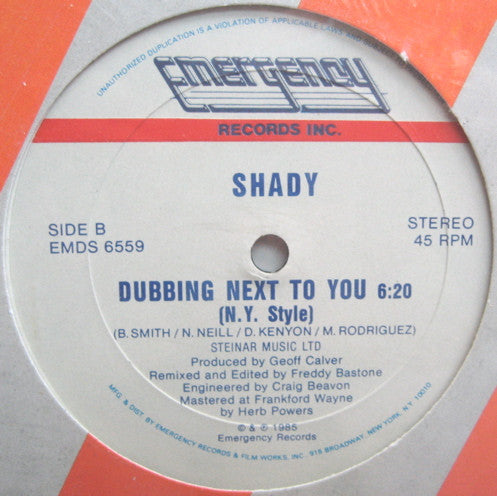 UNAUTHORIZED DUPLICATION IS A VIOLATION OF APPLICABLE LAWS AND
Emergency
RECORDS INC.
SHADY
SIDE B
EMDS 6559
STEREO
45 RPM
DUBBING NEXT TO YOU 6:20
(N.Y. Style)
(B. SMITH / N. NEILL / D. KENYON / M. RODRIGUEZ)
STEINAR MUSIC LTD
Produced by Geoff Calver
Remixed and Edited by Freddy Bastone
Engineered by Craig Beavon
Mastered at Frankford Wayne
by Herb Powers
© & ℗ 1985
Emergency Records
MFG. & DIST. BY EMERGENCY RECORDS & FILM WORKS, INC. 915 BROADWAY, NEW YORK, N.Y. 10010